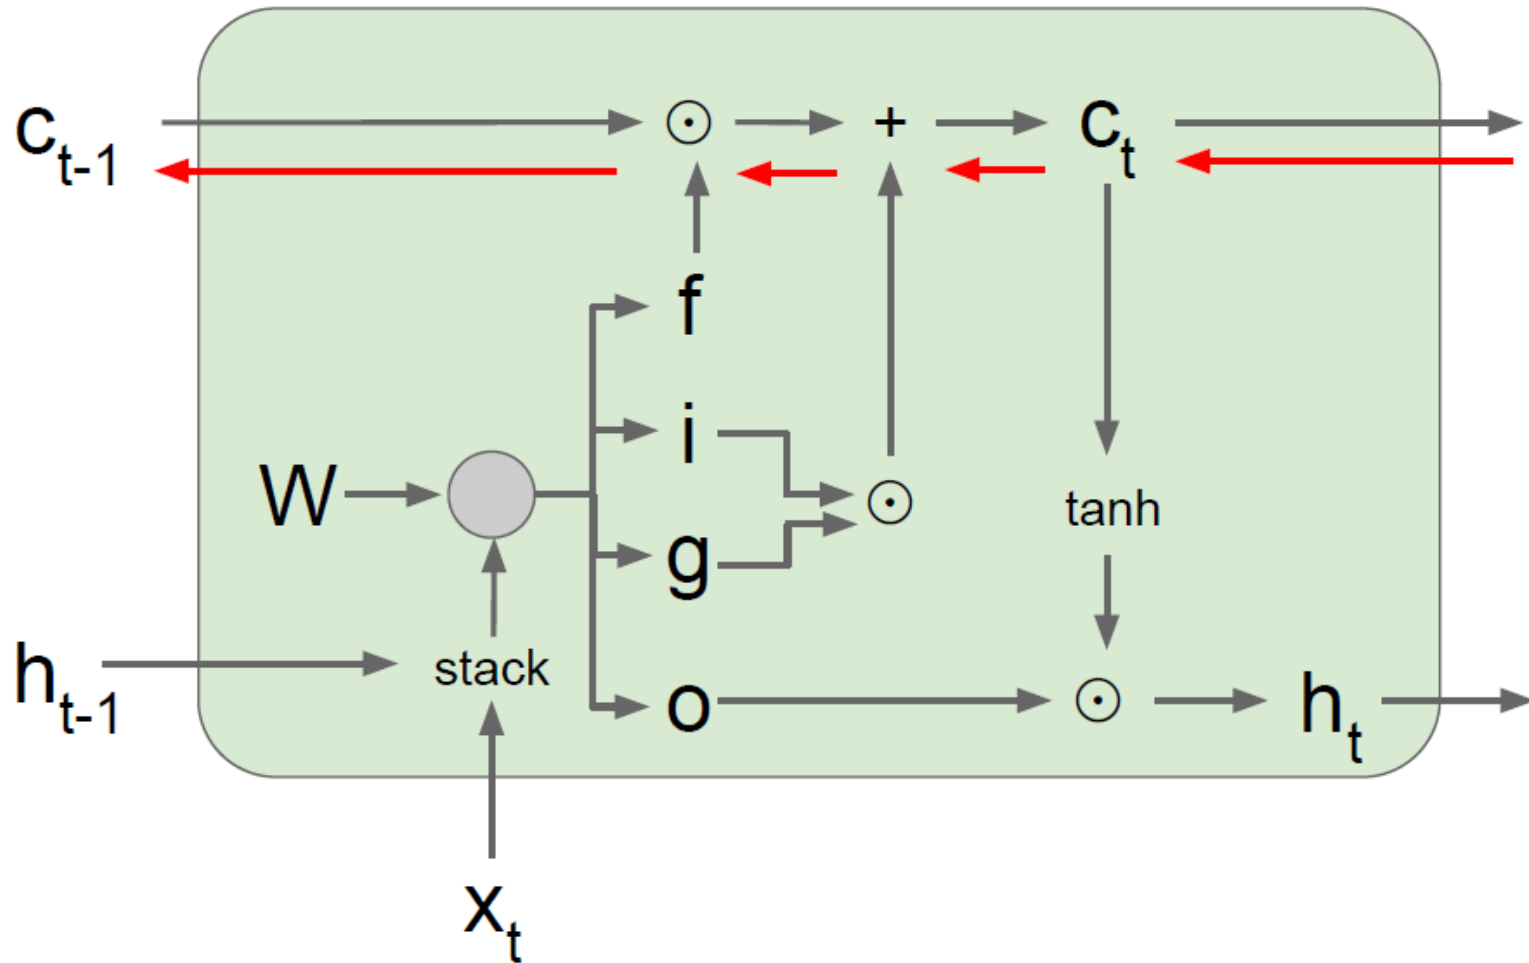 c_t-1 ⊙ + c_t
f
i
W ⊙ tanh
g
h_t-1 stack o ⊙ h_t
x_t